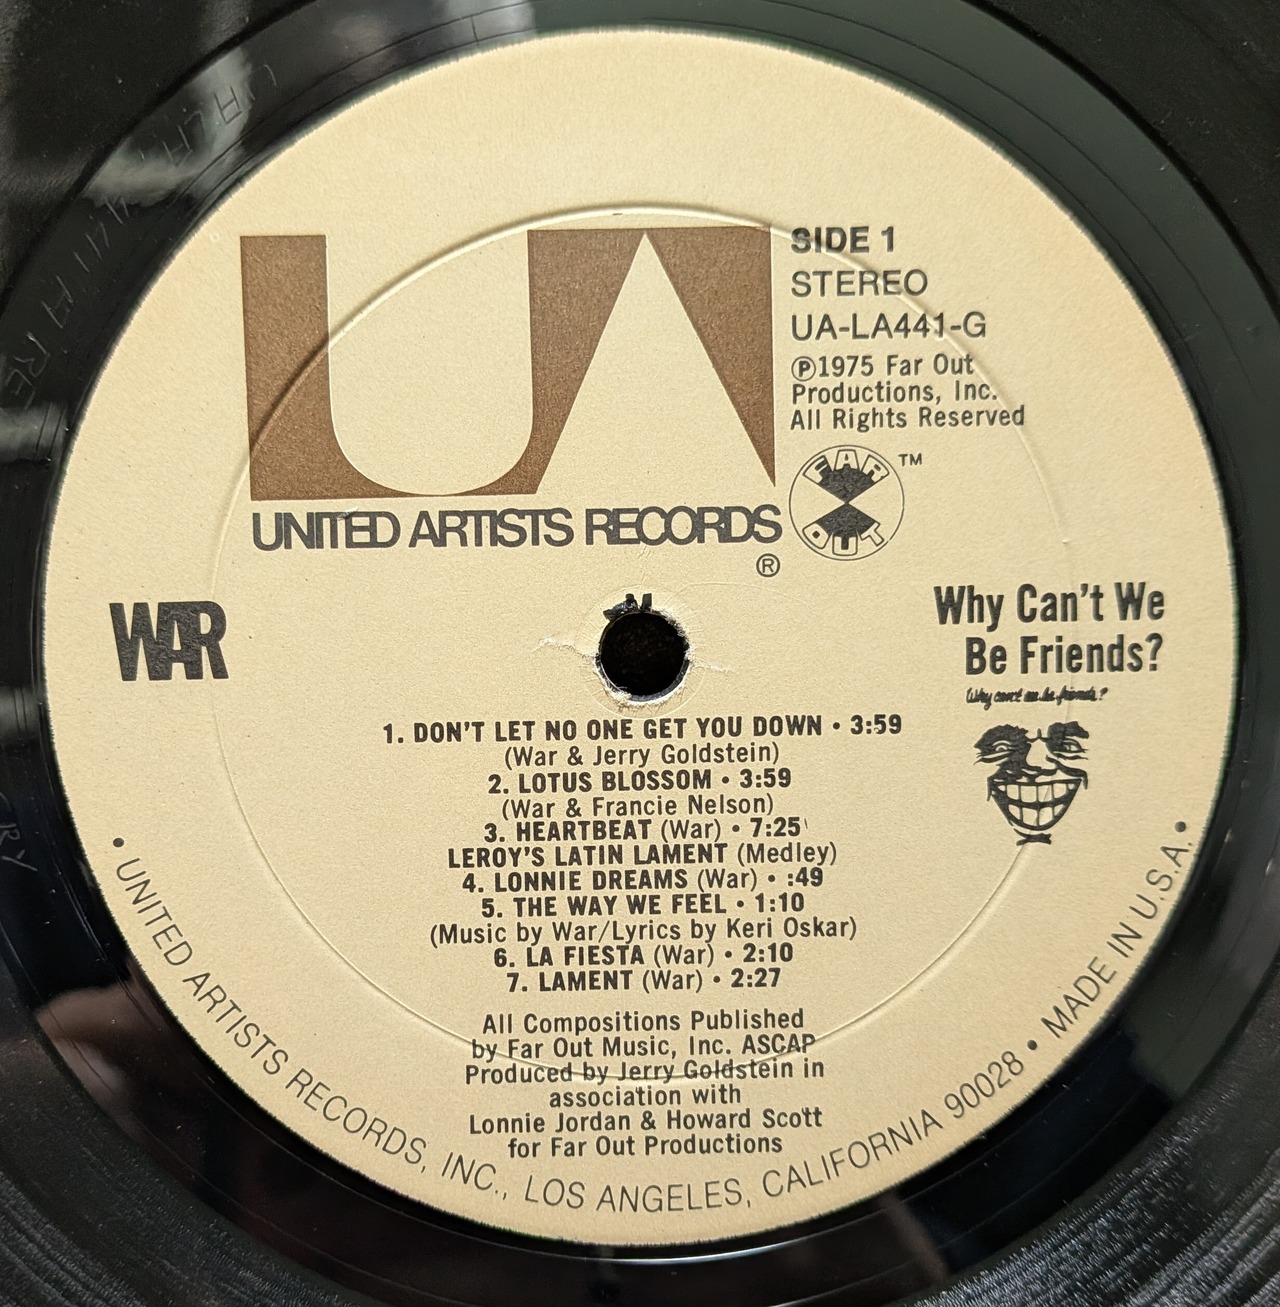 SIDE 1
STEREO
UA-LA441-G
℗1975 Far Out
Productions, Inc.
All Rights Reserved
FAR OUT ™
UA
UNITED ARTISTS RECORDS
®
WAR
Why Can't We
Be Friends?
Why can't we be friends?
1. DON'T LET NO ONE GET YOU DOWN • 3:59
(War & Jerry Goldstein)
2. LOTUS BLOSSOM • 3:59
(War & Francie Nelson)
3. HEARTBEAT (War) • 7:25
LEROY'S LATIN LAMENT (Medley)
4. LONNIE DREAMS (War) • :49
5. THE WAY WE FEEL • 1:10
(Music by War/Lyrics by Keri Oskar)
6. LA FIESTA (War) • 2:10
7. LAMENT (War) • 2:27
All Compositions Published
by Far Out Music, Inc. ASCAP
Produced by Jerry Goldstein in
association with
Lonnie Jordan & Howard Scott
for Far Out Productions
• UNITED ARTISTS RECORDS, INC., LOS ANGELES, CALIFORNIA 90028 • MADE IN U.S.A. •